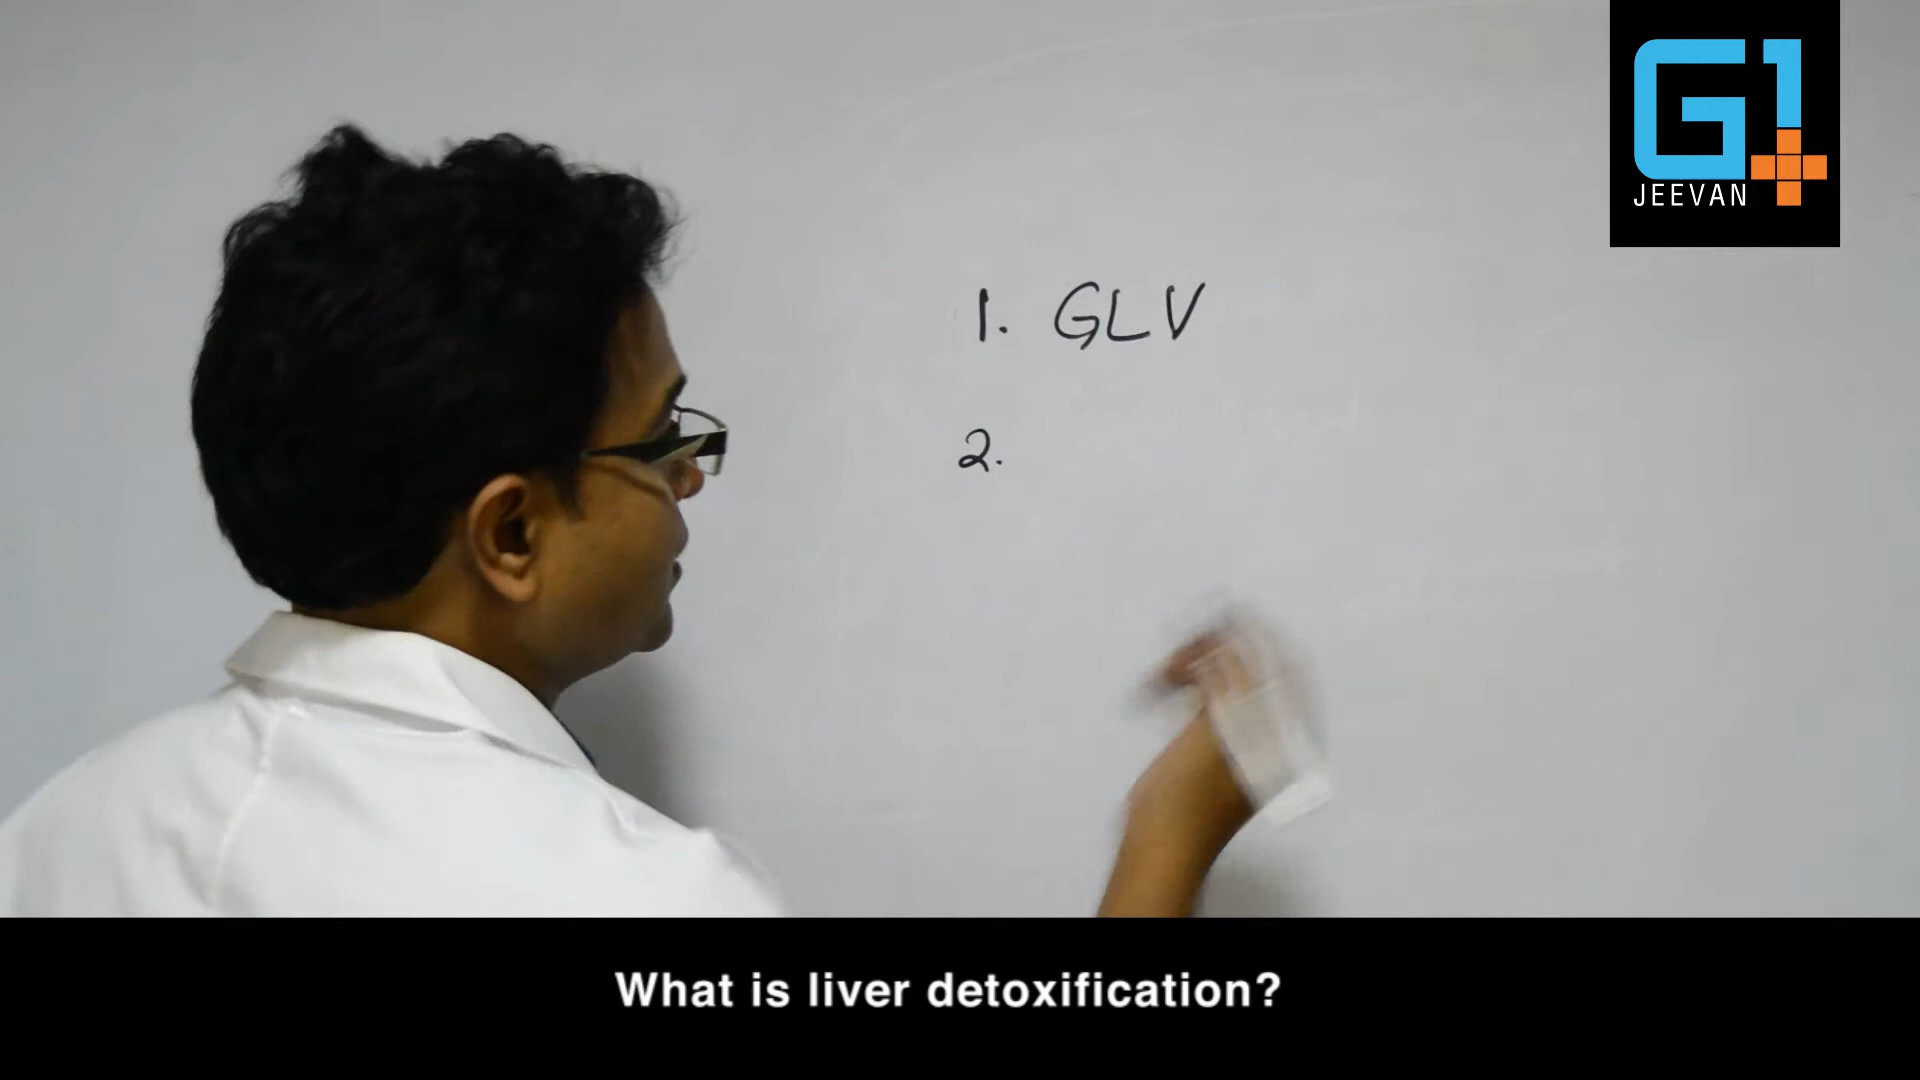 G1
JEEVAN
1. GLV
2.
What is liver detoxification?